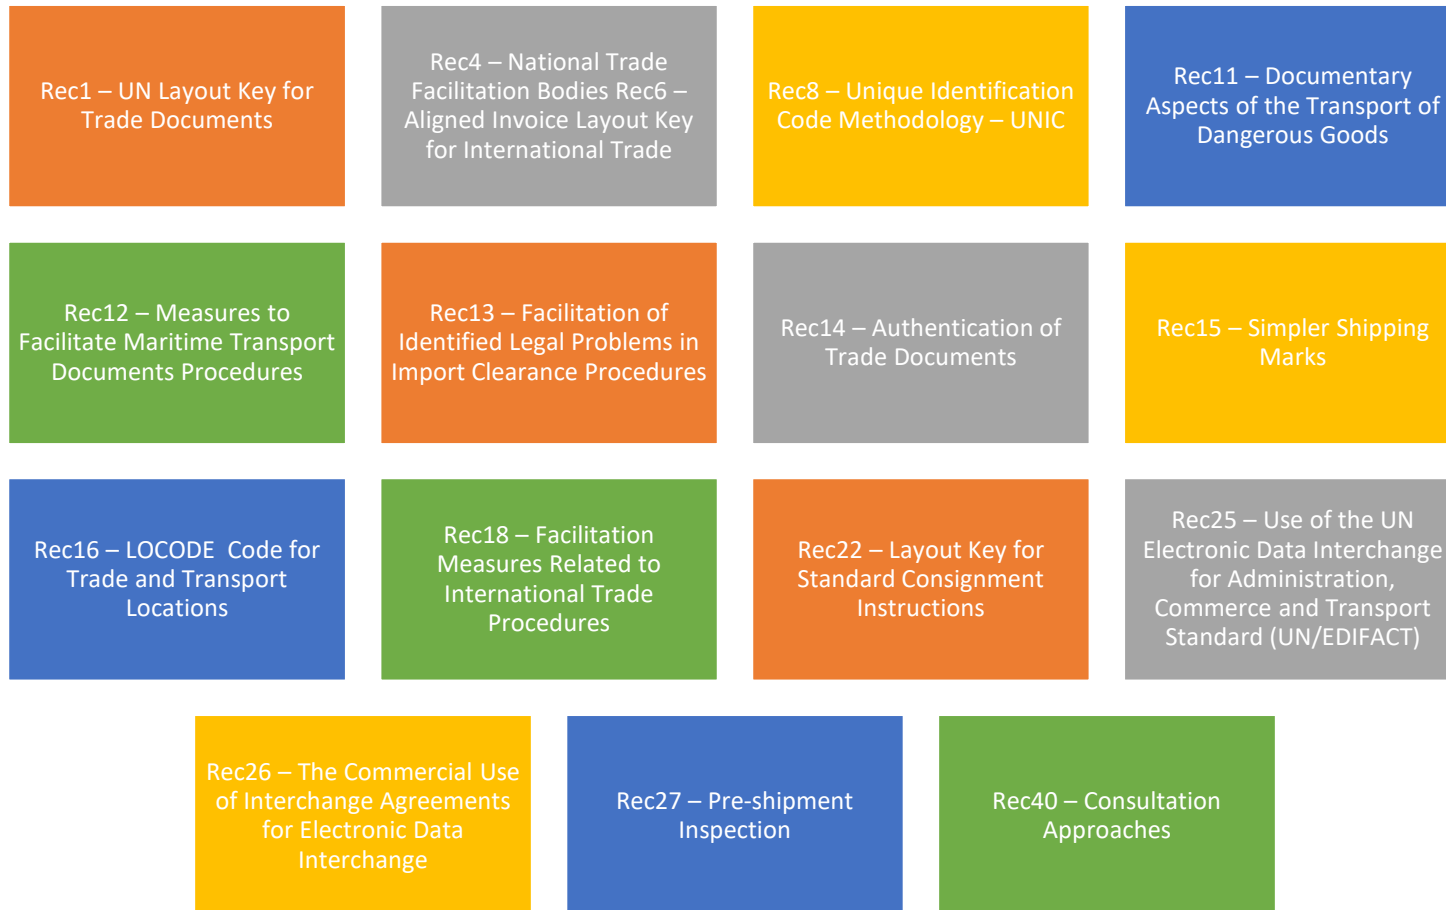 Rec1 – UN Layout Key for
Trade Documents
Rec4 – National Trade
Facilitation Bodies Rec6 –
Aligned Invoice Layout Key
for International Trade
Rec8 – Unique Identification
Code Methodology – UNIC
Rec11 – Documentary
Aspects of the Transport of
Dangerous Goods
Rec12 – Measures to
Facilitate Maritime Transport
Documents Procedures
Rec13 – Facilitation of
Identified Legal Problems in
Import Clearance Procedures
Rec14 – Authentication of
Trade Documents
Rec15 – Simpler Shipping
Marks
Rec16 – LOCODE  Code for
Trade and Transport
Locations
Rec18 – Facilitation
Measures Related to
International Trade
Procedures
Rec22 – Layout Key for
Standard Consignment
Instructions
Rec25 – Use of the UN
Electronic Data Interchange
for Administration,
Commerce and Transport
Standard (UN/EDIFACT)
Rec26 – The Commercial Use
of Interchange Agreements
for Electronic Data
Interchange
Rec27 – Pre-shipment
Inspection
Rec40 – Consultation
Approaches